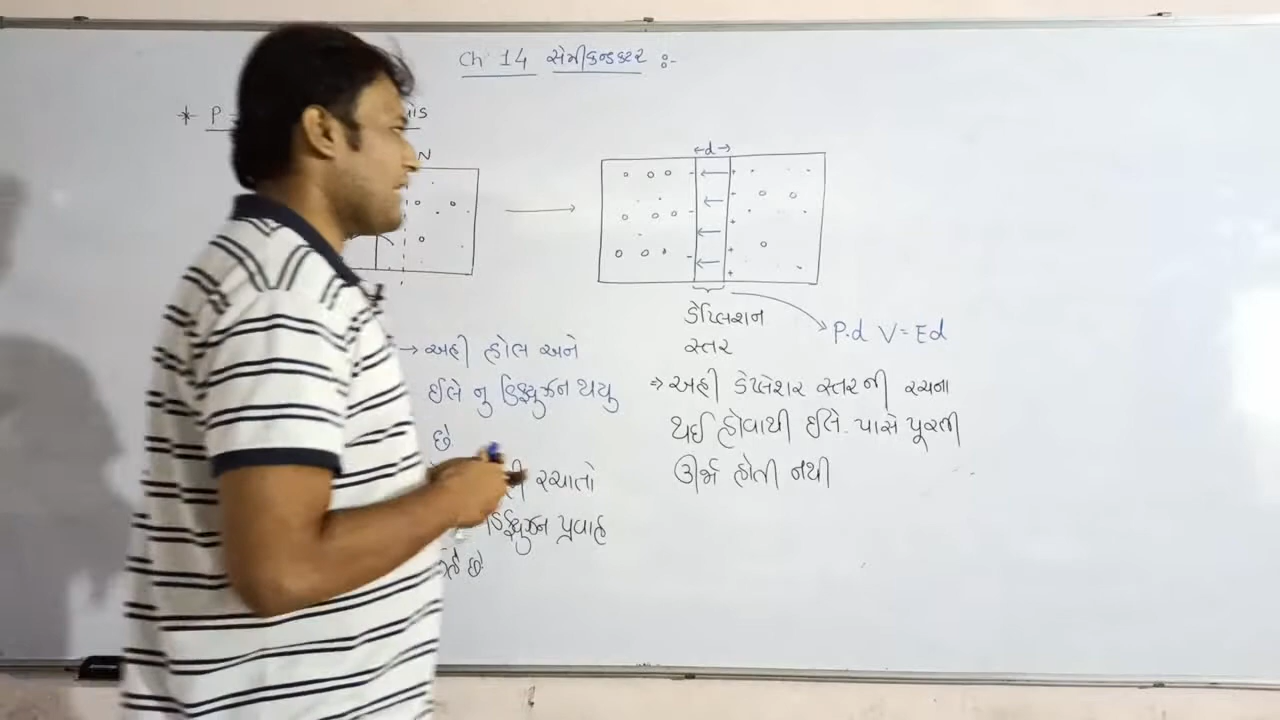 Ch 14 સેમીકન્ડક્ટર :-
* P
N
←d→
ડેપ્લિશન
સ્તર
P.d V = Ed
→ અહી હોલ અને
ઈલે નુ ડિફ્યુઝન થયુ
છે
રચાતો
ડિફ્યુઝન પ્રવાહ
છે
⇒ અહી ડેપ્લેશર સ્તરની રચના
થઈ હોવાથી ઈલે. પાસે પૂરતી
ઊર્જા હોતી નથી